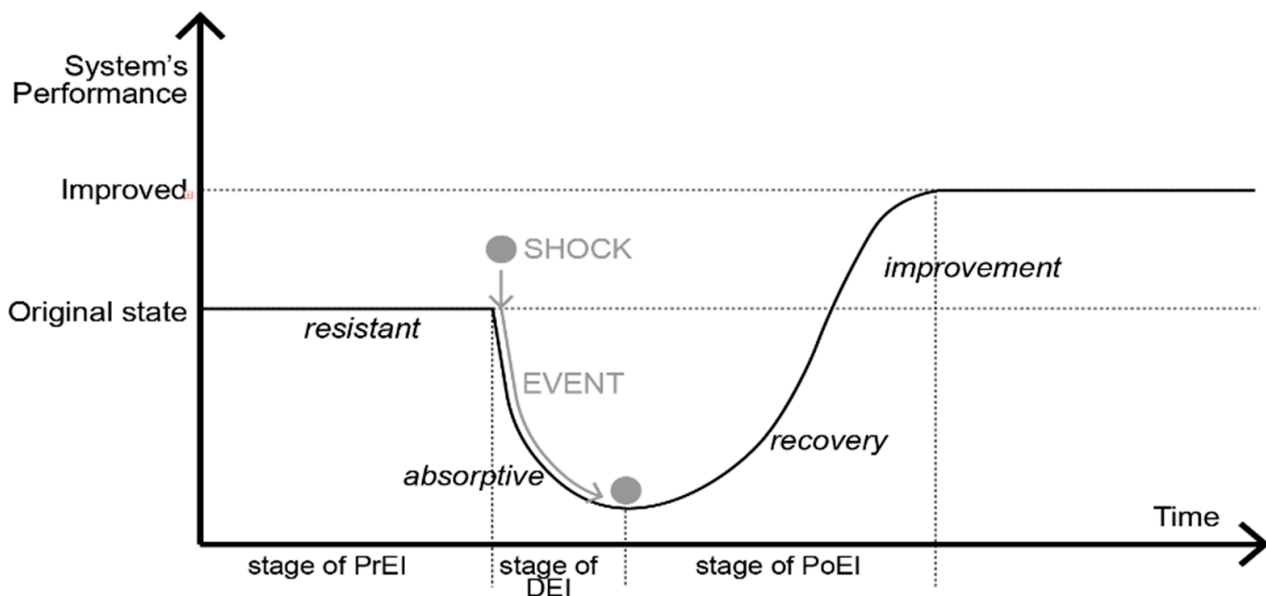 System's
Performance
Improved
SHOCK
improvement
Original state
resistant
EVENT
recovery
absorptive
Time
stage of PrEI
stage of
DEI
stage of PoEI